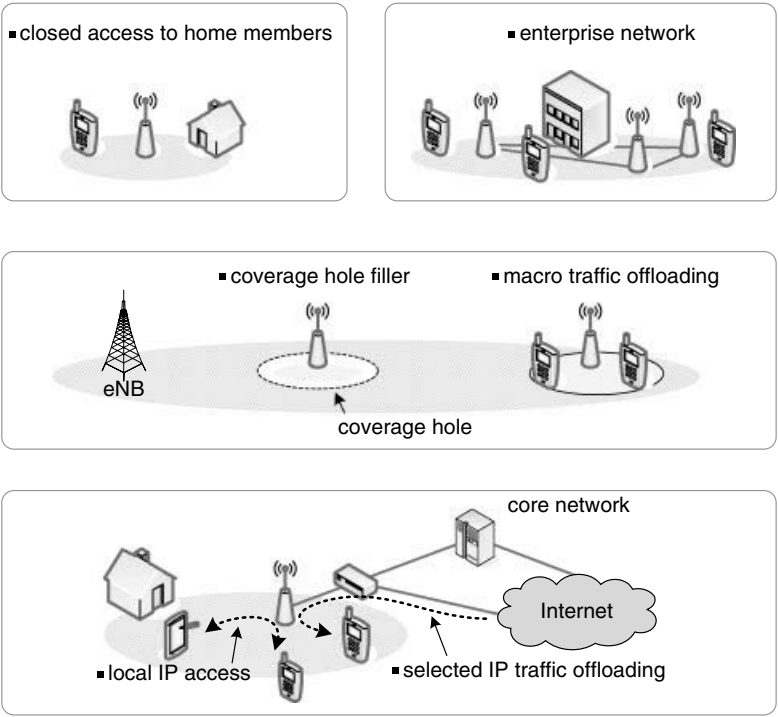 ▪ closed access to home members
▪ enterprise network
▪ coverage hole filler
▪ macro traffic offloading
eNB
coverage hole
core network
Internet
▪ local IP access
▪ selected IP traffic offloading